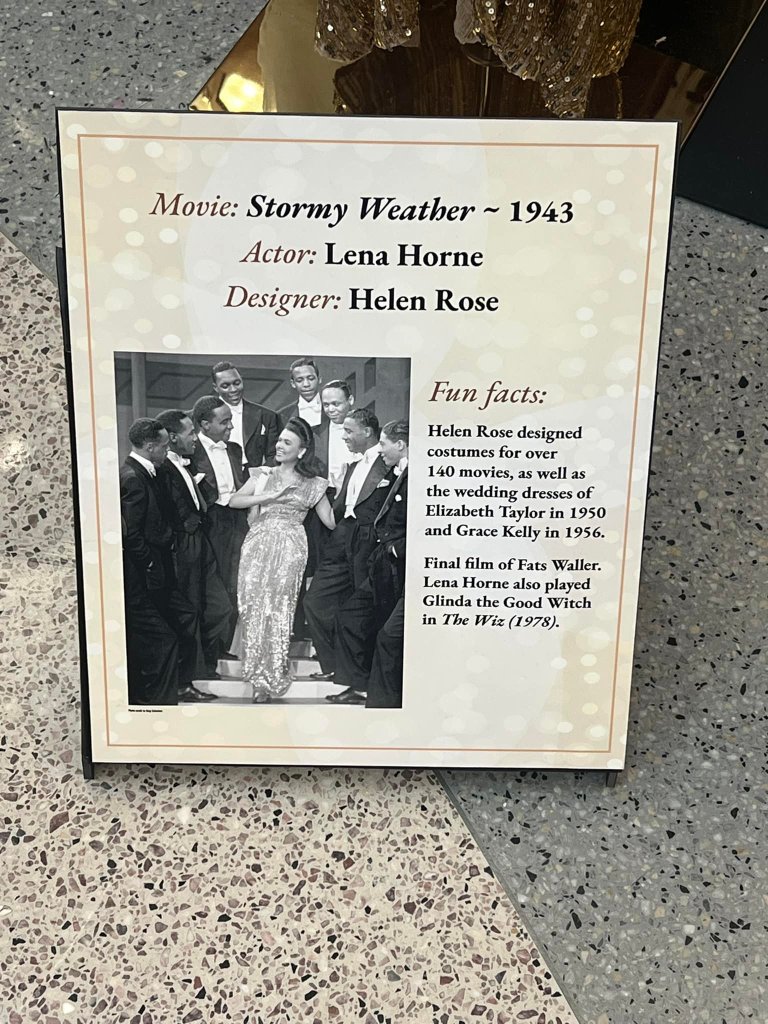 Movie: Stormy Weather ~ 1943
Actor: Lena Horne
Designer: Helen Rose
Fun facts:
Helen Rose designed
costumes for over
140 movies, as well as
the wedding dresses of
Elizabeth Taylor in 1950
and Grace Kelly in 1956.
Final film of Fats Waller.
Lena Horne also played
Glinda the Good Witch
in The Wiz (1978).